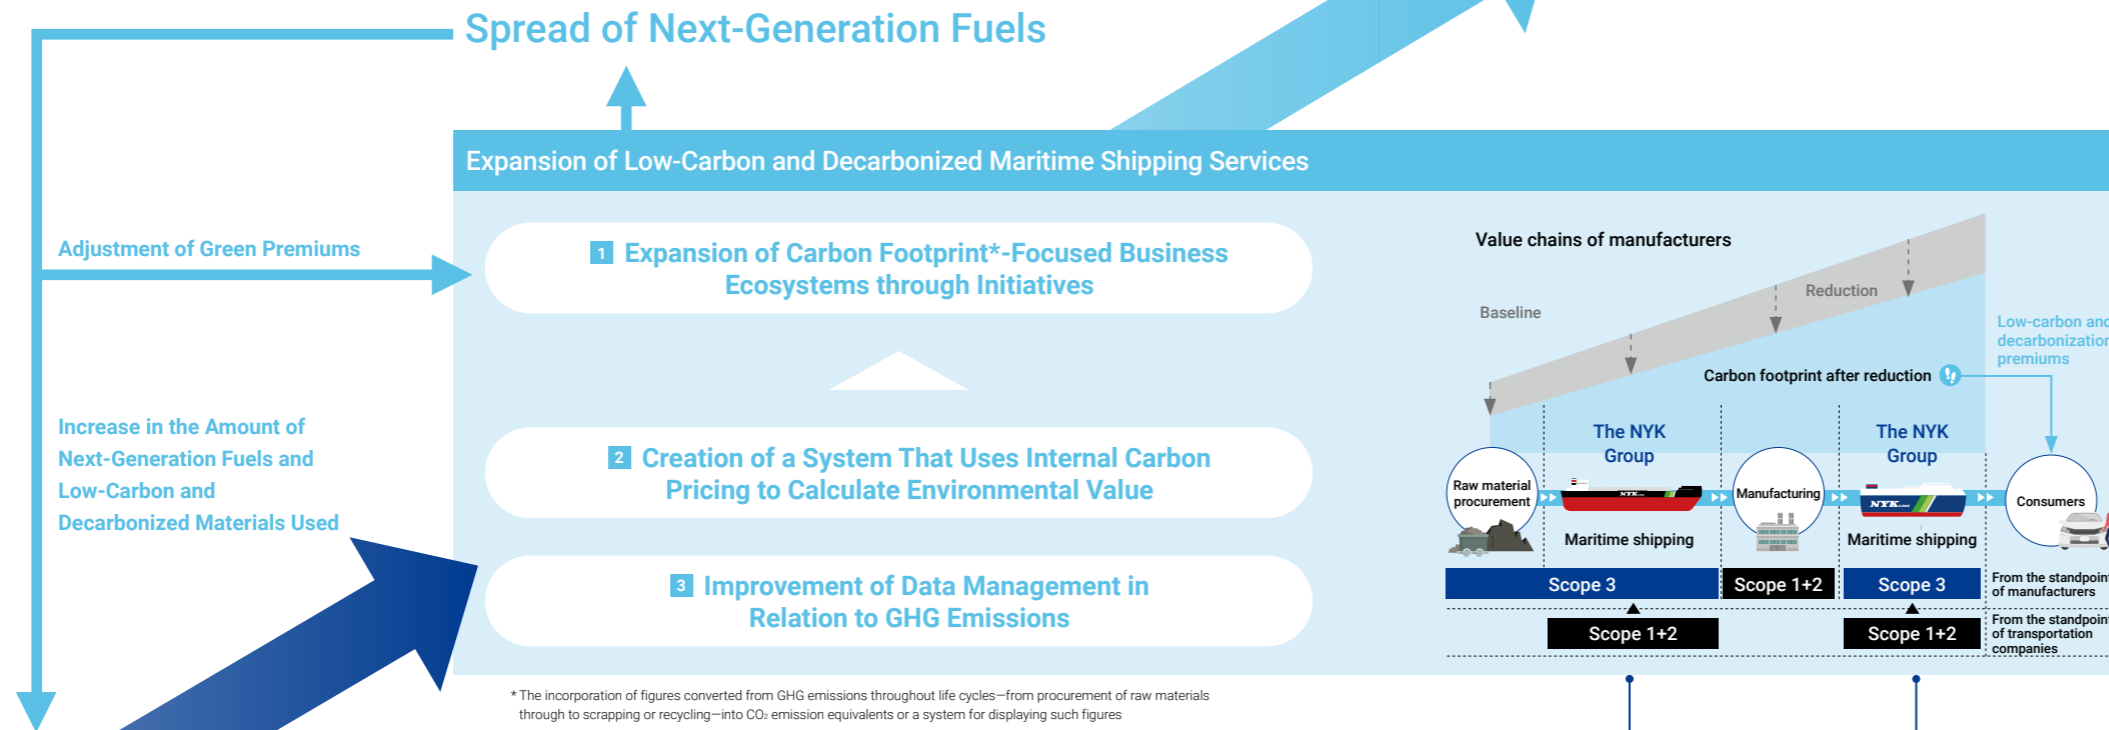 Spread of Next-Generation Fuels
Expansion of Low-Carbon and Decarbonized Maritime Shipping Services
Adjustment of Green Premiums
1 Expansion of Carbon Footprint*-Focused Business
Ecosystems through Initiatives
Increase in the Amount of
Next-Generation Fuels and
Low-Carbon and
Decarbonized Materials Used
2 Creation of a System That Uses Internal Carbon
Pricing to Calculate Environmental Value
3 Improvement of Data Management in
Relation to GHG Emissions
* The incorporation of figures converted from GHG emissions throughout life cycles—from procurement of raw materials
through to scrapping or recycling—into CO₂ emission equivalents or a system for displaying such figures
Value chains of manufacturers
Baseline
Reduction
Low-carbon and
decarbonization
premiums
Carbon footprint after reduction
The NYK
Group
The NYK
Group
Raw material
procurement
NYK
Manufacturing
NYK
Consumers
Maritime shipping
Maritime shipping
Scope 3
Scope 1+2
Scope 3
From the standpoint
of manufacturers
Scope 1+2
Scope 1+2
From the standpoint
of transportation
companies